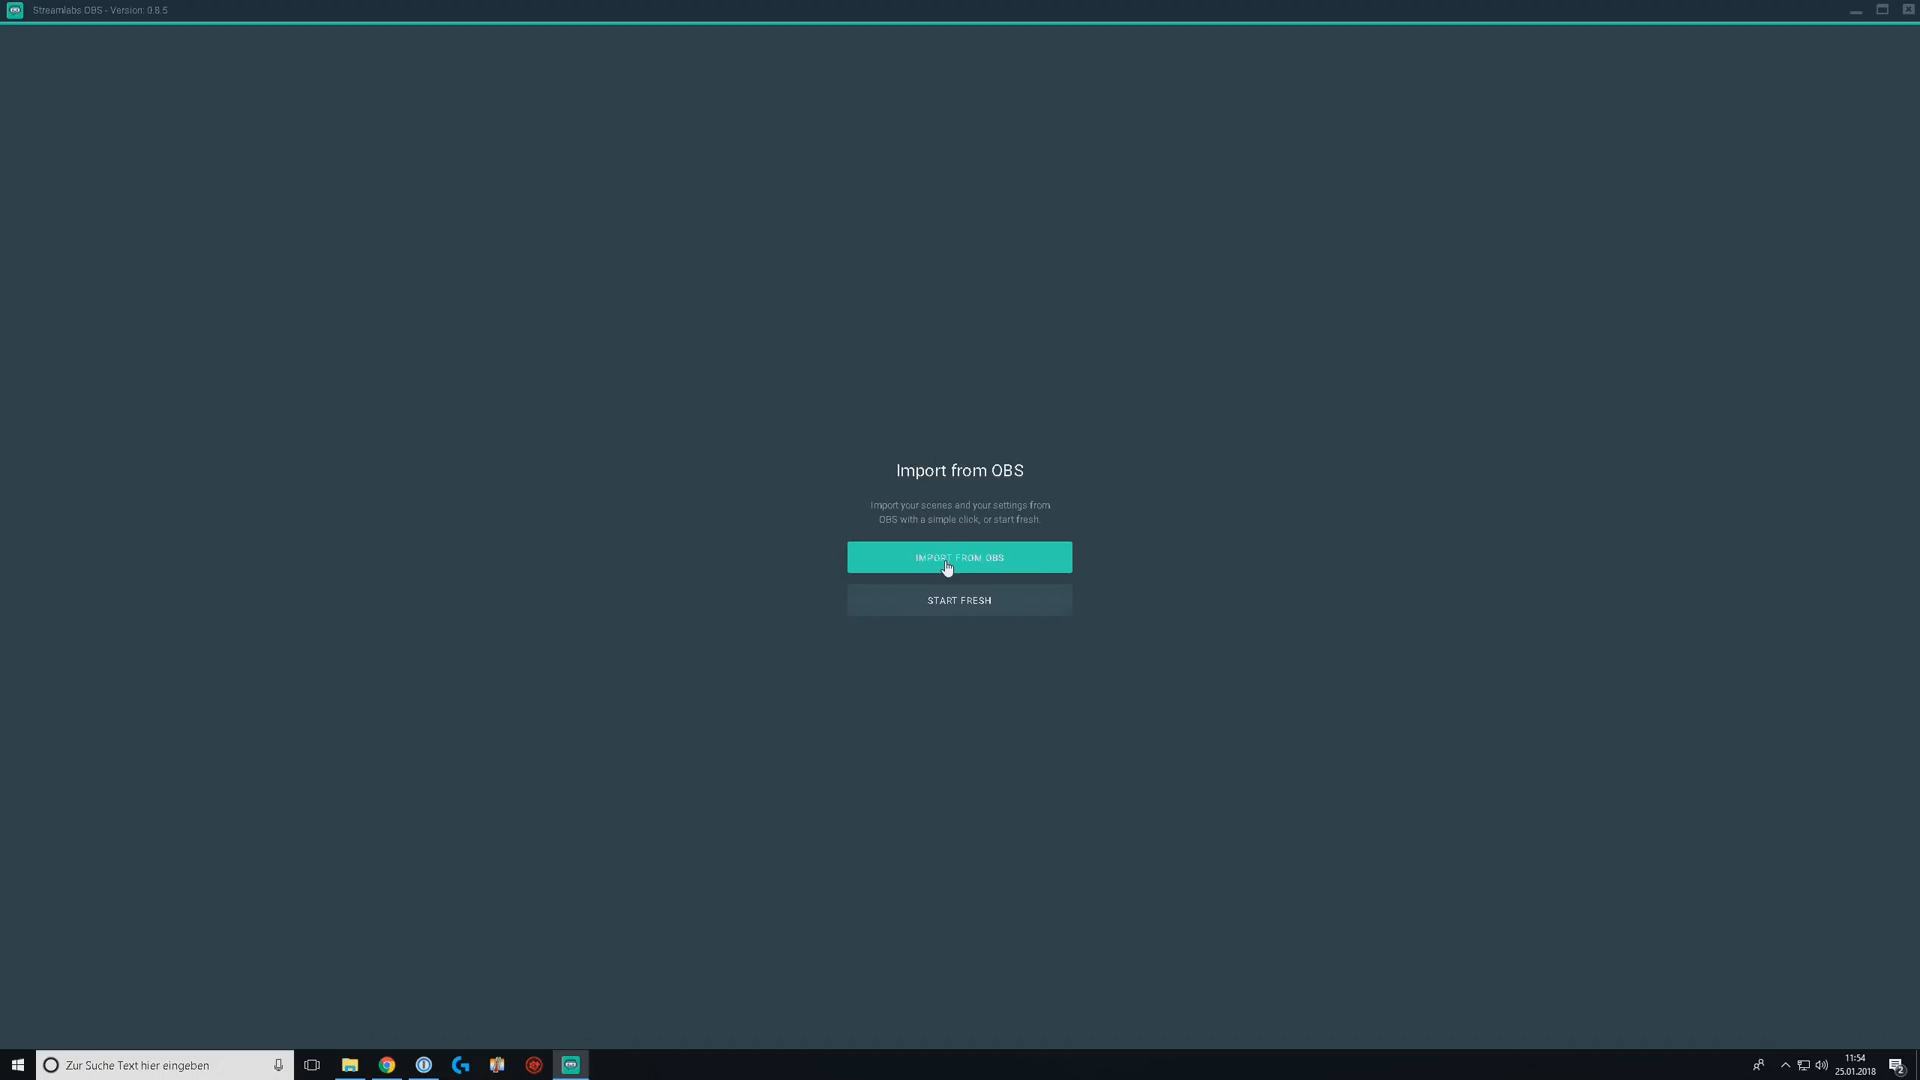 Streamlabs OBS - Version: 0.8.5
Import from OBS
Import your scenes and your settings from
OBS with a simple click, or start fresh.
IMPORT FROM OBS
START FRESH
Zur Suche Text hier eingeben
11:54
25.01.2018
2